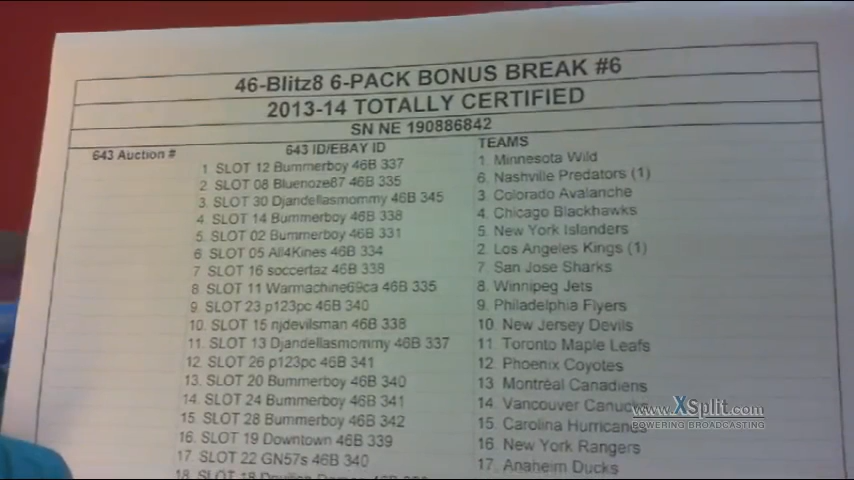 46-Blitz8 6-PACK BONUS BREAK #6
2013-14 TOTALLY CERTIFIED
SN NE 190886842
643 Auction # 643 ID/EBAY ID TEAMS
1 SLOT 12 Bummerboy 46B 337 1 Minnesota Wild
2 SLOT 08 Bluenoze87 46B 335 6. Nashville Predators (1)
3. SLOT 30 Djandellasmommy 46B 345 3 Colorado Avalanche
4. SLOT 14 Bummerboy 46B 338 4. Chicago Blackhawks
5. SLOT 02 Bummerboy 46B 331 5. New York Islanders
6 SLOT 05 All4Kines 46B 334 2. Los Angeles Kings (1)
7 SLOT 16 soccertaz 46B 338 7. San Jose Sharks
8 SLOT 11 Warmachine69ca 46B 335 8. Winnipeg Jets
9. SLOT 23 p123pc 46B 340 9. Philadelphia Flyers
10. SLOT 15 njdevilsman 46B 338 10. New Jersey Devils
11. SLOT 13 Djandellasmommy 46B 337 11 Toronto Maple Leafs
12 SLOT 26 p123pc 46B 341 12. Phoenix Coyotes
13. SLOT 20 Bummerboy 46B 340 13 Montréal Canadiens
14. SLOT 24 Bummerboy 46B 341 14. Vancouver Canucks
15. SLOT 28 Bummerboy 46B 342 15. Carolina Hurricanes
16. SLOT 19 Downtown 46B 339 16. New York Rangers
17. SLOT 22 GN57s 46B 340 17. Anaheim Ducks
18. SLOT 18
www.XSplit.com
POWERING BROADCASTING